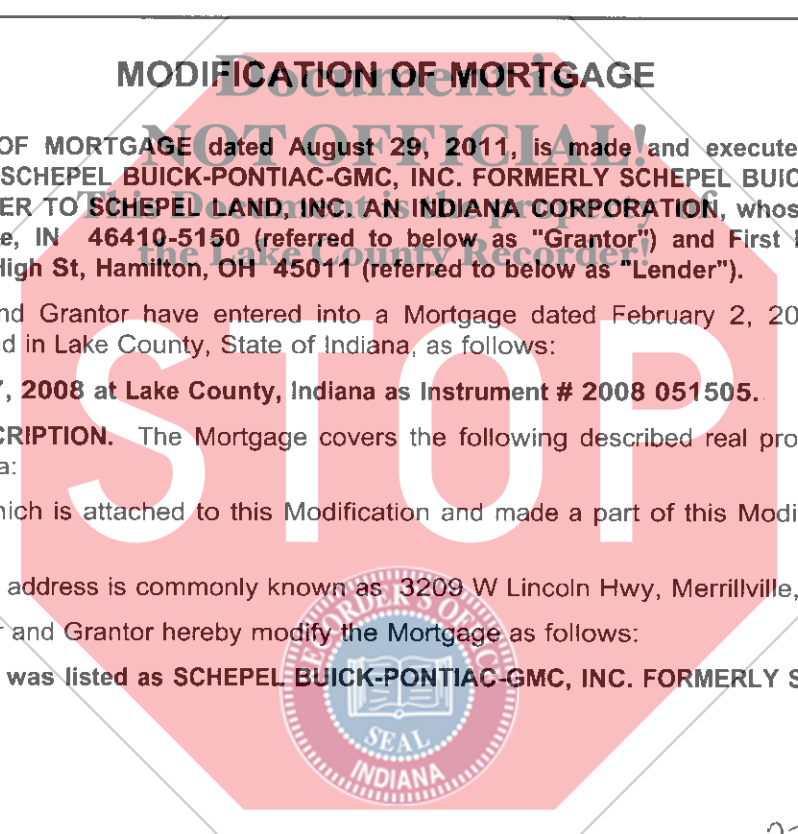 MODIFICATION OF MORTGAGE
Document is
OF MORTGAGE dated August 29, 2011, is made and execute
NOT OFFICIAL!
SCHEPEL BUICK-PONTIAC-GMC, INC. FORMERLY SCHEPEL BUIC
ER TO SCHEPEL LAND, INC. AN INDIANA CORPORATION, whos
This Document is the property of
e, IN 46410-5150 (referred to below as "Grantor") and First
the Lake County Recorder!
High St, Hamilton, OH 45011 (referred to below as "Lender").
nd Grantor have entered into a Mortgage dated February 2, 20
d in Lake County, State of Indiana, as follows:
7, 2008 at Lake County, Indiana as Instrument # 2008 051505.
CRIPTION. The Mortgage covers the following described real pro
a:
STOP
hich is attached to this Modification and made a part of this Modi
address is commonly known as 3209 W Lincoln Hwy, Merrillville,
r and Grantor hereby modify the Mortgage as follows:
was listed as SCHEPEL BUICK-PONTIAC-GMC, INC. FORMERLY S
RECORDER'S OFFICE
SEAL
INDIANA